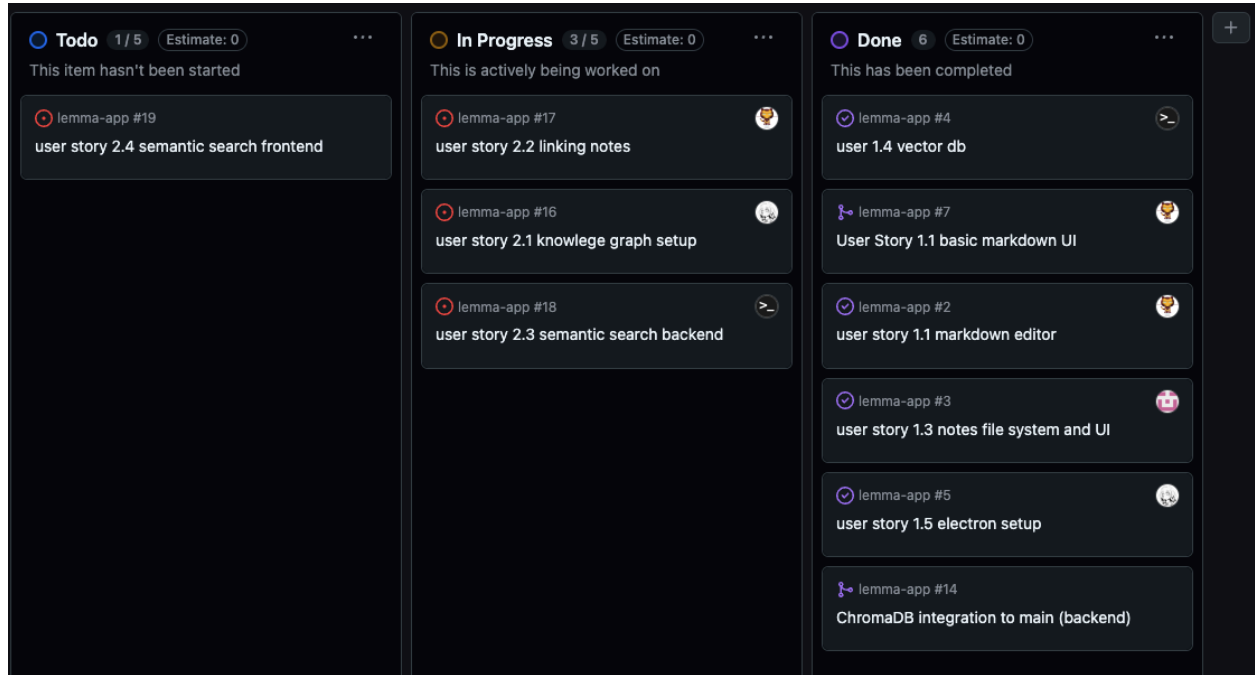 Todo 1 / 5 Estimate: 0 ...
This item hasn't been started
lemma-app #19
user story 2.4 semantic search frontend
In Progress 3 / 5 Estimate: 0 ...
This is actively being worked on
lemma-app #17
user story 2.2 linking notes
lemma-app #16
user story 2.1 knowlege graph setup
lemma-app #18
>_
user story 2.3 semantic search backend
Done 6 Estimate: 0 ...
This has been completed
lemma-app #4
>_
user 1.4 vector db
lemma-app #7
User Story 1.1 basic markdown UI
lemma-app #2
user story 1.1 markdown editor
lemma-app #3
user story 1.3 notes file system and UI
lemma-app #5
user story 1.5 electron setup
lemma-app #14
ChromaDB integration to main (backend)
+